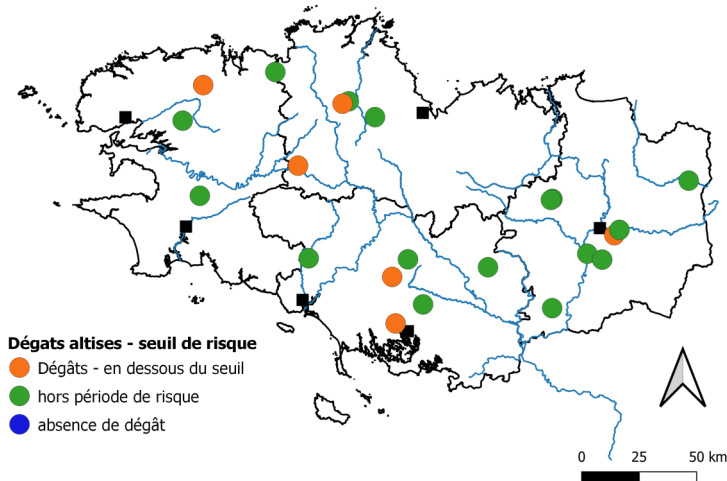 Dégats altises - seuil de risque
Dégâts - en dessous du seuil
hors période de risque
absence de dégât
0 25 50 km